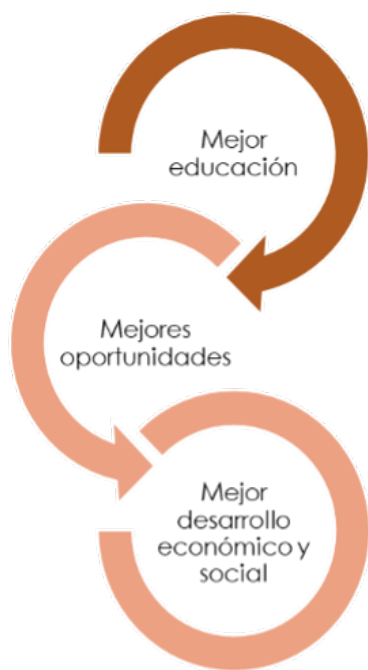 Mejor
educación
Mejores
oportunidades
Mejor
desarrollo
económico y
social